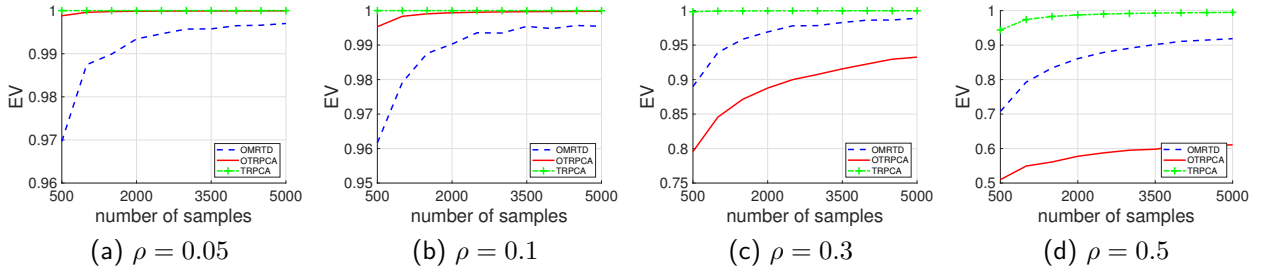 1
0.99
0.98
0.97
0.96
EV
500
2000
3500
5000
number of samples
OMRTD
OTRPCA
TRPCA
(a) ρ = 0.05
1
0.99
0.98
0.97
0.96
0.95
EV
500
2000
3500
5000
number of samples
OMRTD
OTRPCA
TRPCA
(b) ρ = 0.1
1
0.95
0.9
0.85
0.8
0.75
EV
500
2000
3500
5000
number of samples
OMRTD
OTRPCA
TRPCA
(c) ρ = 0.3
1
0.9
0.8
0.7
0.6
0.5
EV
500
2000
3500
5000
number of samples
OMRTD
OTRPCA
TRPCA
(d) ρ = 0.5